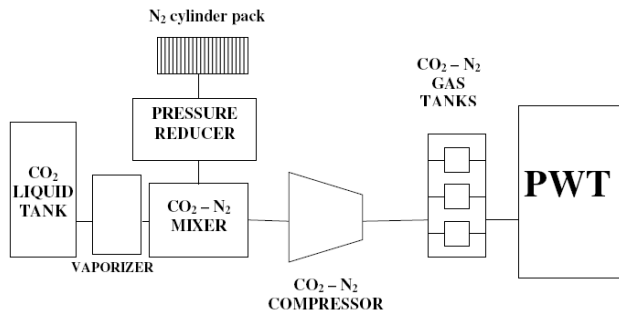 N₂ cylinder pack
CO₂ – N₂
GAS
TANKS
PRESSURE
REDUCER
PWT
CO₂
LIQUID
TANK
CO₂ – N₂
MIXER
VAPORIZER
CO₂ – N₂
COMPRESSOR